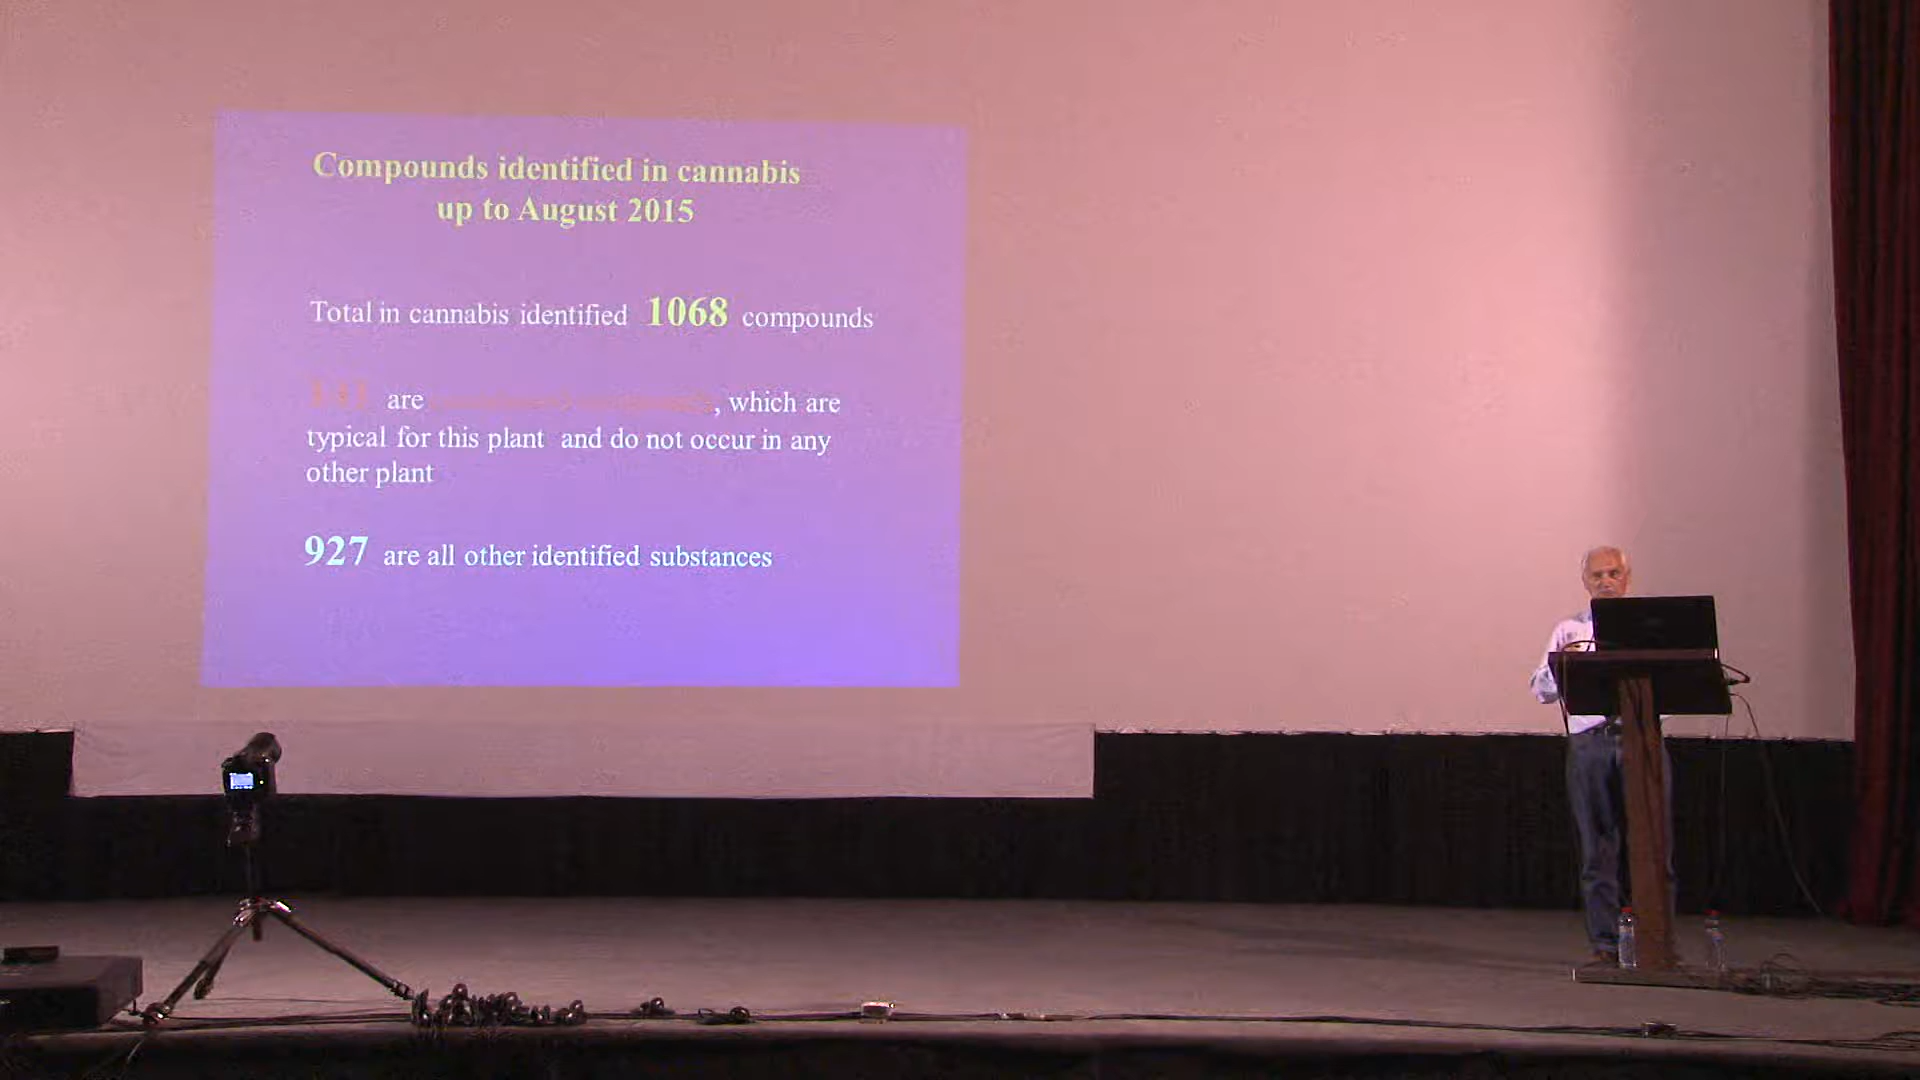 Compounds identified in cannabis
up to August 2015
Total in cannabis identified 1068 compounds
are , which are
typical for this plant and do not occur in any
other plant
927 are all other identified substances